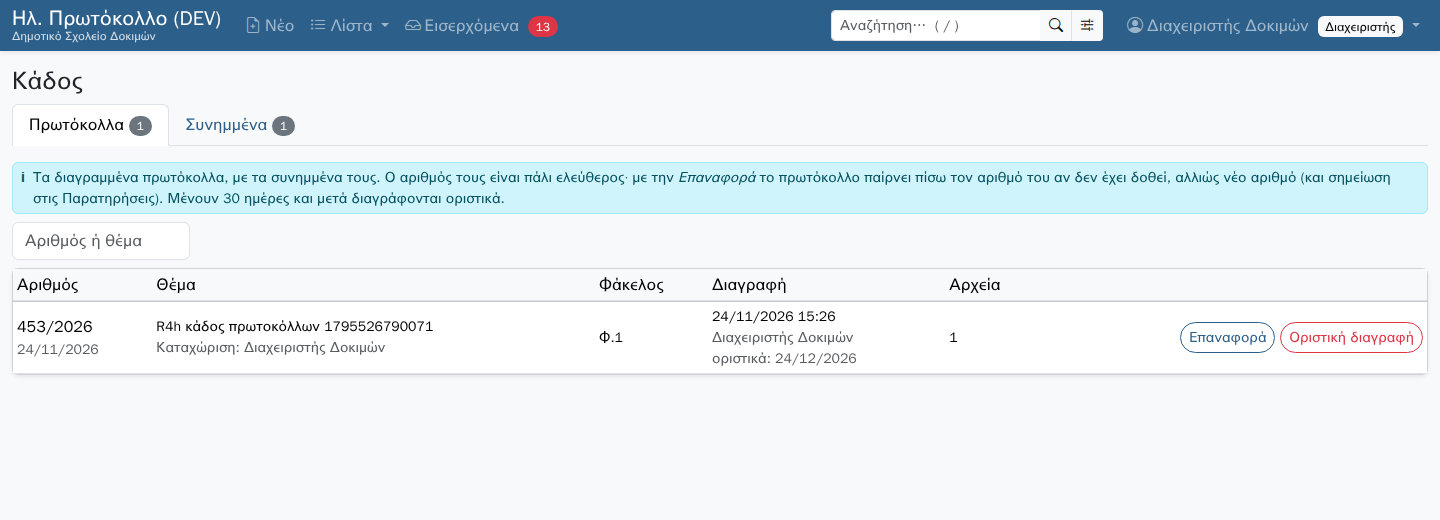 Ηλ. Πρωτόκολλο (DEV)
Δημοτικό Σχολείο Δοκιμών
Νέο
Λίστα
Εισερχόμενα 13
Αναζήτηση… ( / )
Διαχειριστής Δοκιμών Διαχειριστής
Κάδος
Πρωτόκολλα 1
Συνημμένα 1
Τα διαγραμμένα πρωτόκολλα, με τα συνημμένα τους. Ο αριθμός τους είναι πάλι ελεύθερος· με την Επαναφορά το πρωτόκολλο παίρνει πίσω τον αριθμό του αν δεν έχει δοθεί, αλλιώς νέο αριθμό (και σημείωση
στις Παρατηρήσεις). Μένουν 30 ημέρες και μετά διαγράφονται οριστικά.
Αριθμός ή θέμα
Αριθμός Θέμα Φάκελος Διαγραφή Αρχεία
453/2026
24/11/2026
R4h κάδος πρωτοκόλλων 1795526790071
Καταχώριση: Διαχειριστής Δοκιμών
Φ.1
24/11/2026 15:26
Διαχειριστής Δοκιμών
οριστικά: 24/12/2026
1
Επαναφορά
Οριστική διαγραφή